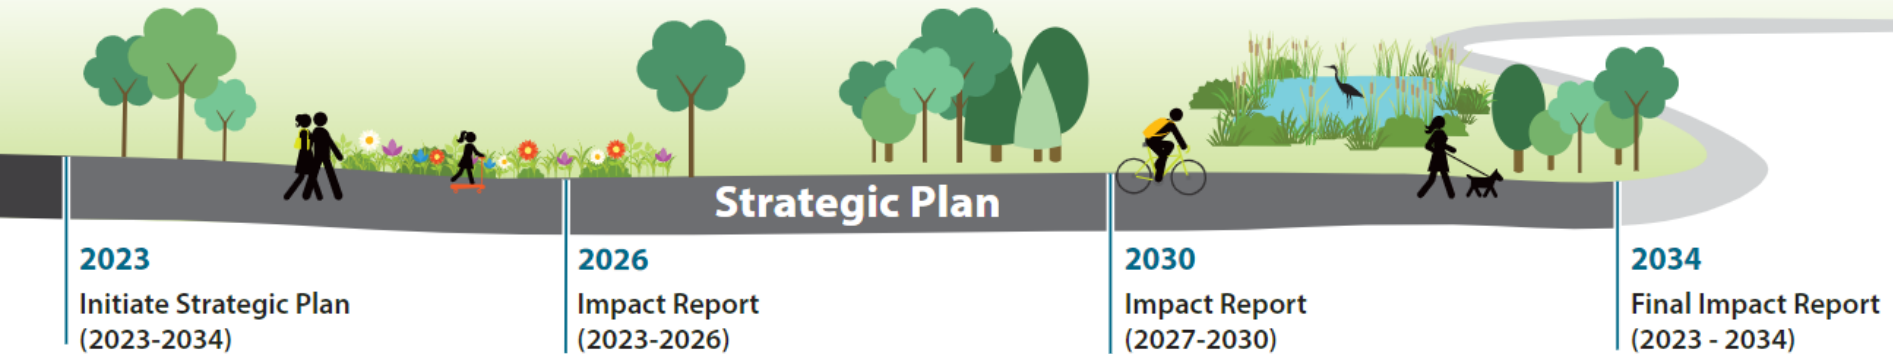 Strategic Plan
2023
Initiate Strategic Plan
(2023-2034)
2026
Impact Report
(2023-2026)
2030
Impact Report
(2027-2030)
2034
Final Impact Report
(2023 - 2034)